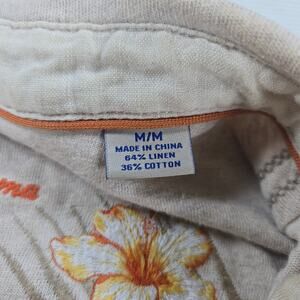 M/M
MADE IN CHINA
64% LINEN
36% COTTON